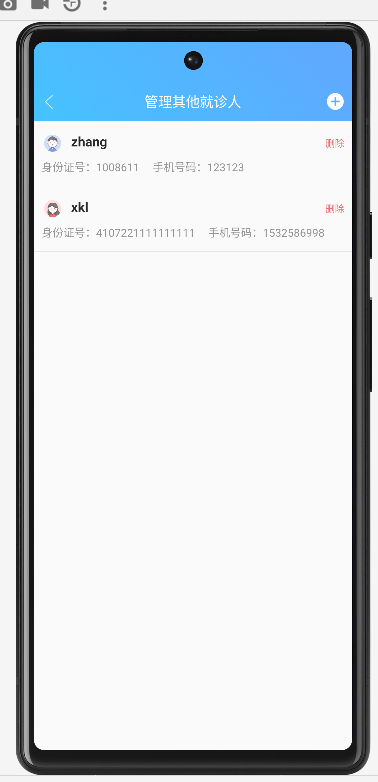 管理其他就诊人
zhang 删除
身份证号：1008611 手机号码：123123
xkl 删除
身份证号：4107221111111111 手机号码：1532586998